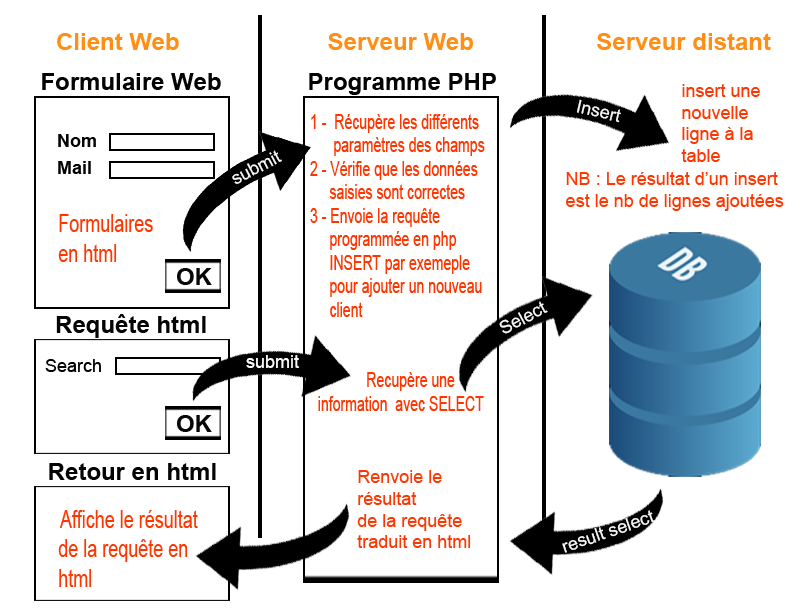 Client Web
Serveur Web
Serveur distant
Formulaire Web
Programme PHP
Nom
Mail
Formulaires
en html
OK
submit
1 - Récupère les différents
paramètres des champs
2 - Vérifie que les données
saisies sont correctes
3 - Envoie la requête
programmée en php
INSERT par exemeple
pour ajouter un nouveau
client
Insert
insert une
nouvelle
ligne à la
table
NB : Le résultat d'un insert
est le nb de lignes ajoutées
DB
Requête html
Search
OK
submit
Recupère une
information avec SELECT
Select
Retour en html
Affiche le résultat
de la requête en
html
Renvoie le
résultat
de la requête
traduit en html
result select